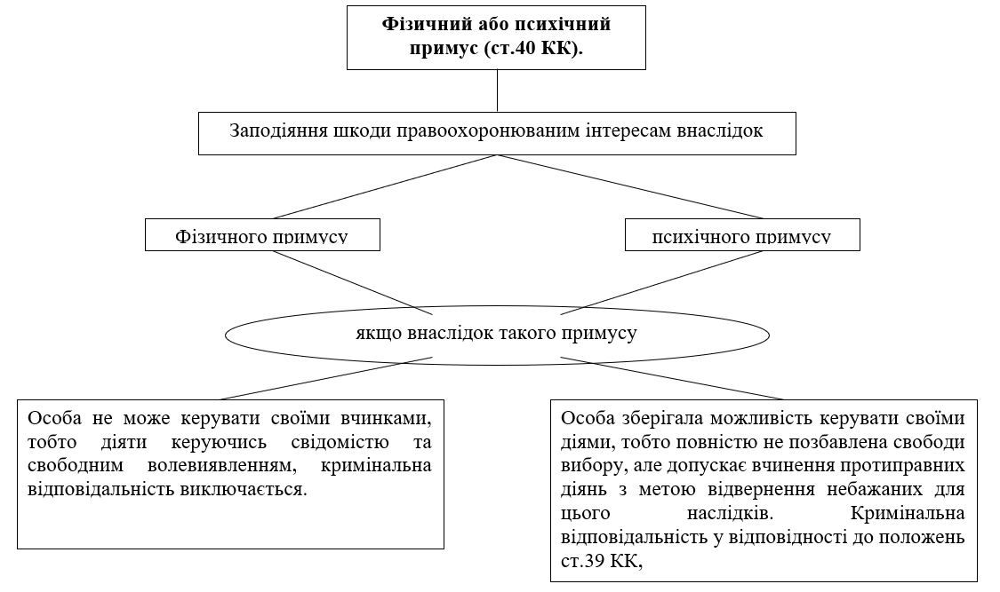 Фізичний або психічний
примус (ст.40 КК).
Заподіяння шкоди правоохоронюваним інтересам внаслідок
Фізичного примусу
психічного примусу
якщо внаслідок такого примусу
Особа не може керувати своїми вчинками,
тобто діяти керуючись свідомістю та
свободним волевиявленням, кримінальна
відповідальність виключається.
Особа зберігала можливість керувати своїми
діями, тобто повністю не позбавлена свободи
вибору, але допускає вчинення протиправних
діянь з метою відвернення небажаних для
цього наслідків. Кримінальна
відповідальність у відповідності до положень
ст.39 КК,